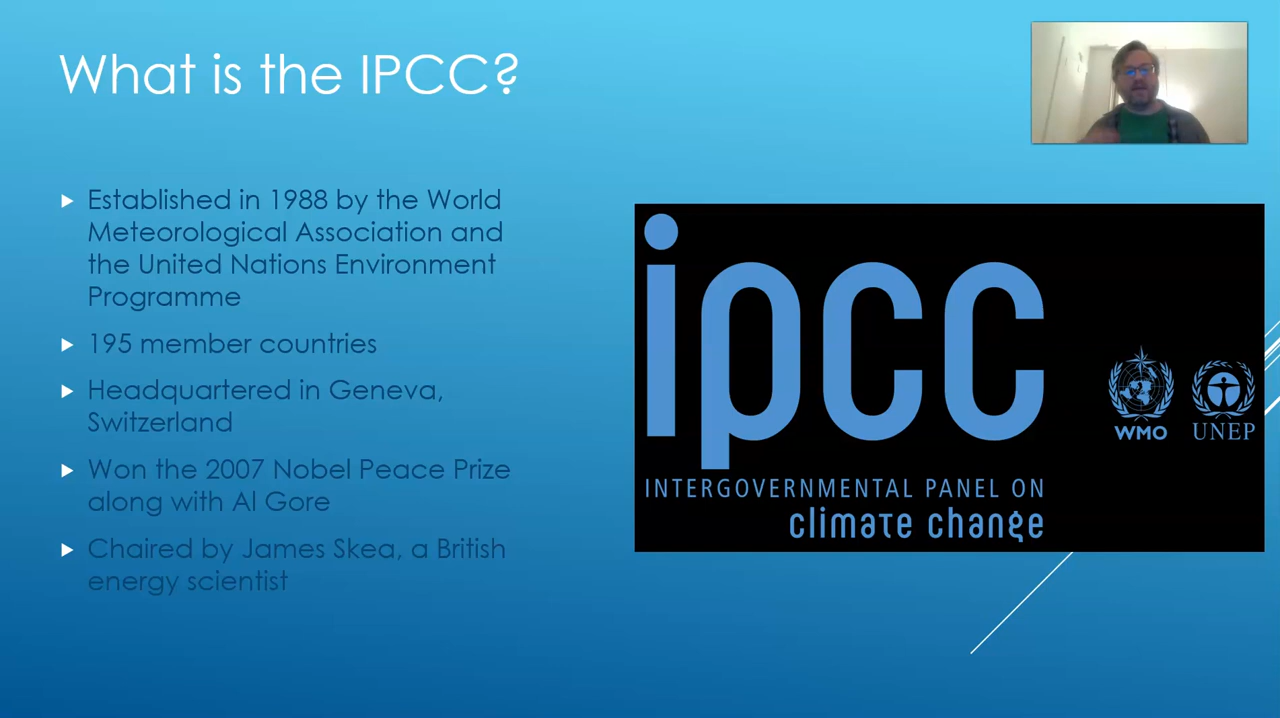 What is the IPCC?
Established in 1988 by the World
Meteorological Association and
the United Nations Environment
Programme
195 member countries
Headquartered in Geneva,
Switzerland
Won the 2007 Nobel Peace Prize
along with Al Gore
Chaired by James Skea, a British
energy scientist
ipcc
INTERGOVERNMENTAL PANEL ON
climate change
WMO
UNEP